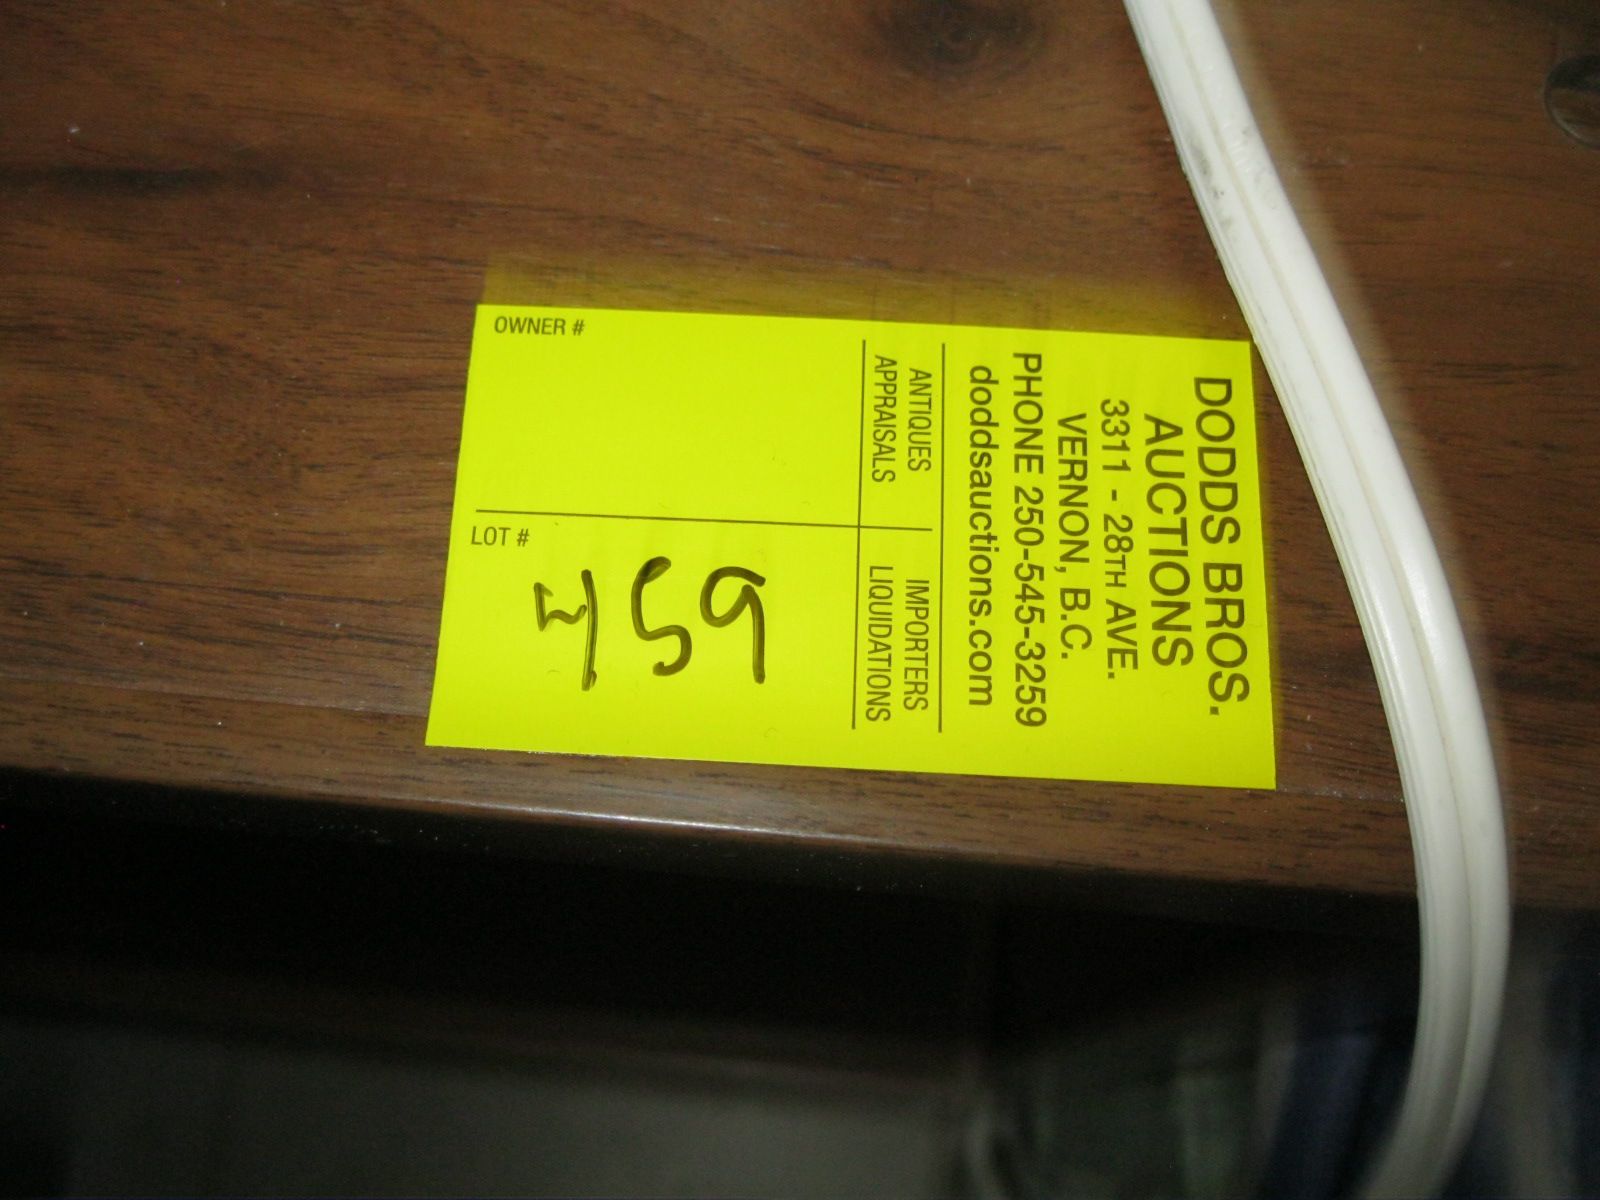 DODDS BROS.
AUCTIONS
3311 - 28TH AVE.
VERNON, B.C.
PHONE 250-545-3259
doddsauctions.com
ANTIQUES
APPRAISALS
IMPORTERS
LIQUIDATIONS
OWNER #
LOT #
459